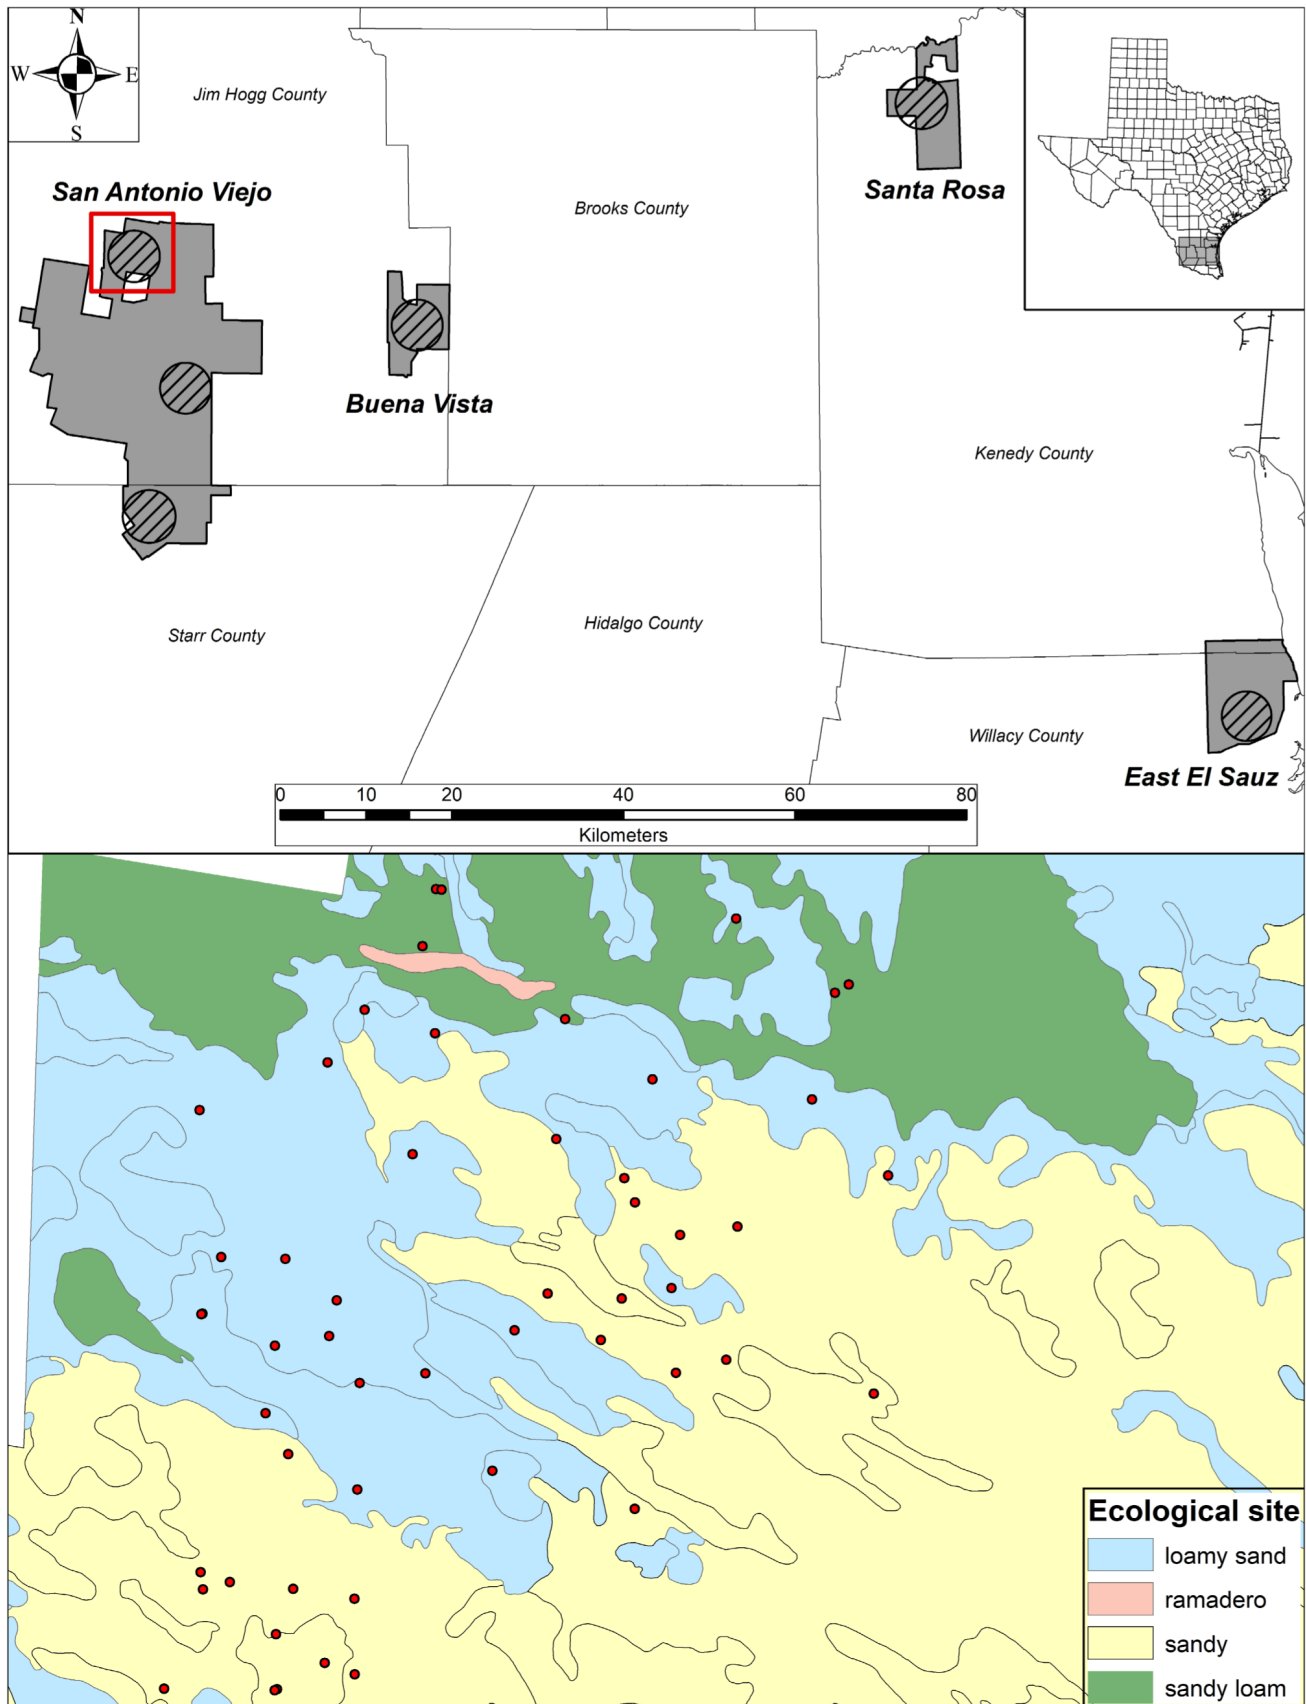 N
W E
S
Jim Hogg County
San Antonio Viejo
Brooks County
Santa Rosa
Buena Vista
Kenedy County
Starr County
Hidalgo County
Willacy County
East El Sauz
0 10 20 40 60 80
Kilometers
Ecological site
loamy sand
ramadero
sandy
sandy loam